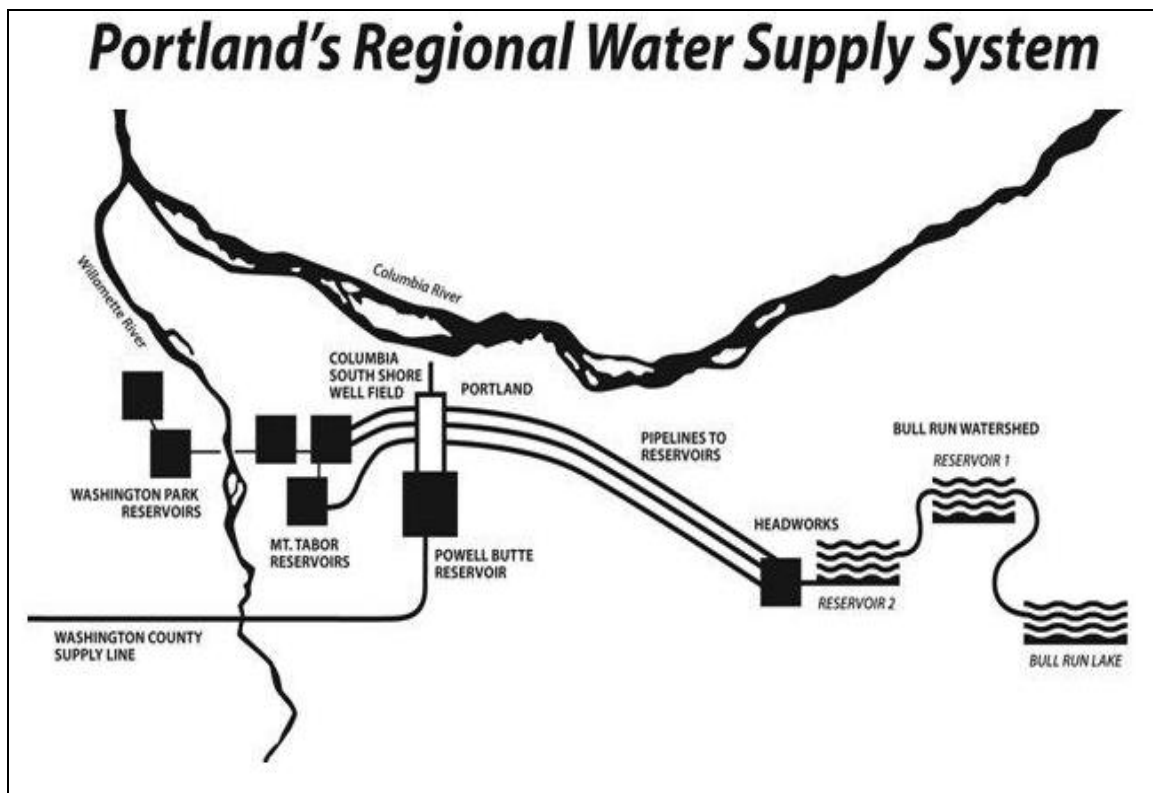 Portland's Regional Water Supply System
Willamette River
Columbia River
COLUMBIA
SOUTH SHORE
WELL FIELD
PORTLAND
PIPELINES TO
RESERVOIRS
BULL RUN WATERSHED
RESERVOIR 1
WASHINGTON PARK
RESERVOIRS
MT. TABOR
RESERVOIRS
POWELL BUTTE
RESERVOIR
HEADWORKS
RESERVOIR 2
WASHINGTON COUNTY
SUPPLY LINE
BULL RUN LAKE